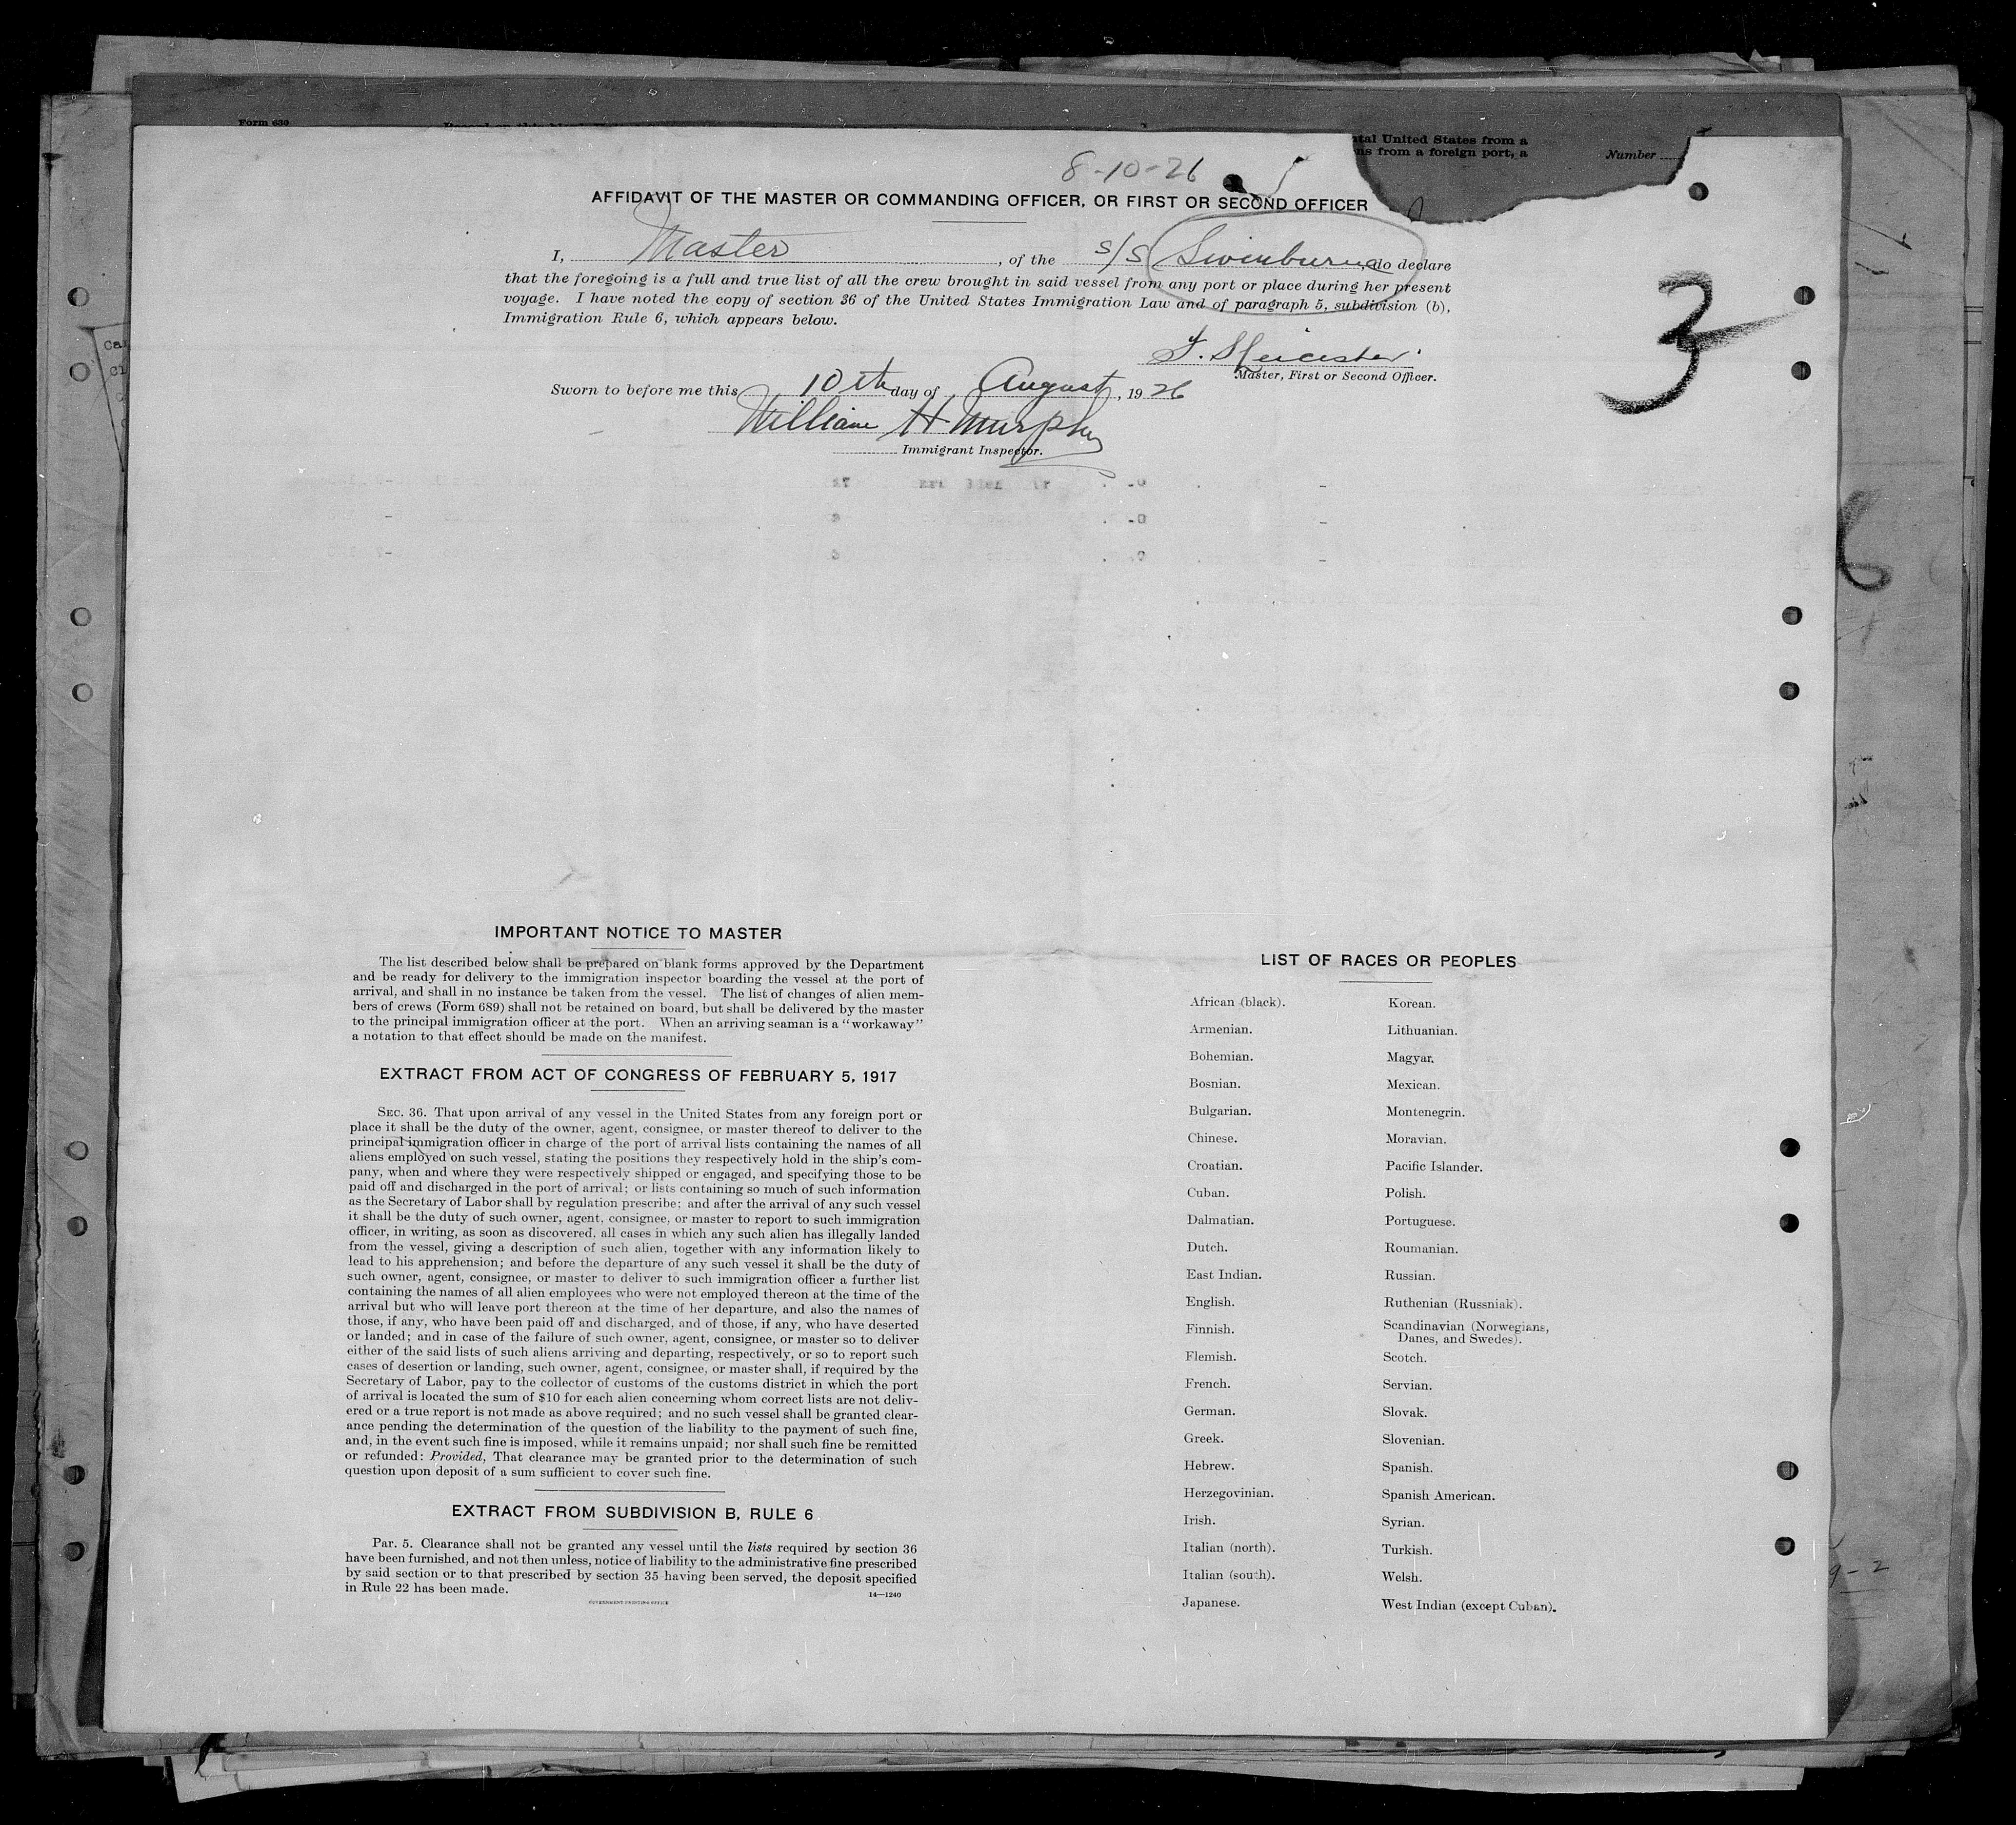 Form 630
ntal United States from a
ns from a foreign port, a
Number
8-10-26
AFFIDAVIT OF THE MASTER OR COMMANDING OFFICER, OR FIRST OR SECOND OFFICER
I, Master, of the S/S Swinburne, do declare
that the foregoing is a full and true list of all the crew brought in said vessel from any port or place during her present
voyage. I have noted the copy of section 36 of the United States Immigration Law and of paragraph 5, subdivision (b),
Immigration Rule 6, which appears below.
3
Master, First or Second Officer.
Sworn to before me this 10th day of August, 1926
William H Murphy
Immigrant Inspector.
6
IMPORTANT NOTICE TO MASTER
The list described below shall be prepared on blank forms approved by the Department
and be ready for delivery to the immigration inspector boarding the vessel at the port of
arrival, and shall in no instance be taken from the vessel. The list of changes of alien mem-
bers of crews (Form 689) shall not be retained on board, but shall be delivered by the master
to the principal immigration officer at the port. When an arriving seaman is a "workaway"
a notation to that effect should be made on the manifest.
EXTRACT FROM ACT OF CONGRESS OF FEBRUARY 5, 1917
SEC. 36. That upon arrival of any vessel in the United States from any foreign port or
place it shall be the duty of the owner, agent, consignee, or master thereof to deliver to the
principal immigration officer in charge of the port of arrival lists containing the names of all
aliens employed on such vessel, stating the positions they respectively hold in the ship's com-
pany, when and where they were respectively shipped or engaged, and specifying those to be
paid off and discharged in the port of arrival; or lists containing so much of such information
as the Secretary of Labor shall by regulation prescribe; and after the arrival of any such vessel
it shall be the duty of such owner, agent, consignee, or master to report to such immigration
officer, in writing, as soon as discovered, all cases in which any such alien has illegally landed
from the vessel, giving a description of such alien, together with any information likely to
lead to his apprehension; and before the departure of any such vessel it shall be the duty of
such owner, agent, consignee, or master to deliver to such immigration officer a further list
containing the names of all alien employees who were not employed thereon at the time of the
arrival but who will leave port thereon at the time of her departure, and also the names of
those, if any, who have been paid off and discharged, and of those, if any, who have deserted
or landed; and in case of the failure of such owner, agent, consignee, or master so to deliver
either of the said lists of such aliens arriving and departing, respectively, or so to report such
cases of desertion or landing, such owner, agent, consignee, or master shall, if required by the
Secretary of Labor, pay to the collector of customs of the customs district in which the port
of arrival is located the sum of $10 for each alien concerning whom correct lists are not deliv-
ered or a true report is not made as above required; and no such vessel shall be granted clear-
ance pending the determination of the question of the liability to the payment of such fine,
and, in the event such fine is imposed, while it remains unpaid; nor shall such fine be remitted
or refunded: Provided, That clearance may be granted prior to the determination of such
question upon deposit of a sum sufficient to cover such fine.
EXTRACT FROM SUBDIVISION B, RULE 6
Par. 5. Clearance shall not be granted any vessel until the lists required by section 36
have been furnished, and not then unless, notice of liability to the administrative fine prescribed
by said section or to that prescribed by section 35 having been served, the deposit specified
in Rule 22 has been made.
14—1240
GOVERNMENT PRINTING OFFICE
LIST OF RACES OR PEOPLES
African (black).
Armenian.
Bohemian.
Bosnian.
Bulgarian.
Chinese.
Croatian.
Cuban.
Dalmatian.
Dutch.
East Indian.
English.
Finnish.
Flemish.
French.
German.
Greek.
Hebrew.
Herzegovinian.
Irish.
Italian (north).
Italian (south).
Japanese.
Korean.
Lithuanian.
Magyar.
Mexican.
Montenegrin.
Moravian.
Pacific Islander.
Polish.
Portuguese.
Roumanian.
Russian.
Ruthenian (Russniak).
Scandinavian (Norwegians,
Danes, and Swedes).
Scotch.
Servian.
Slovak.
Slovenian.
Spanish.
Spanish American.
Syrian.
Turkish.
Welsh.
West Indian (except Cuban).
9-2